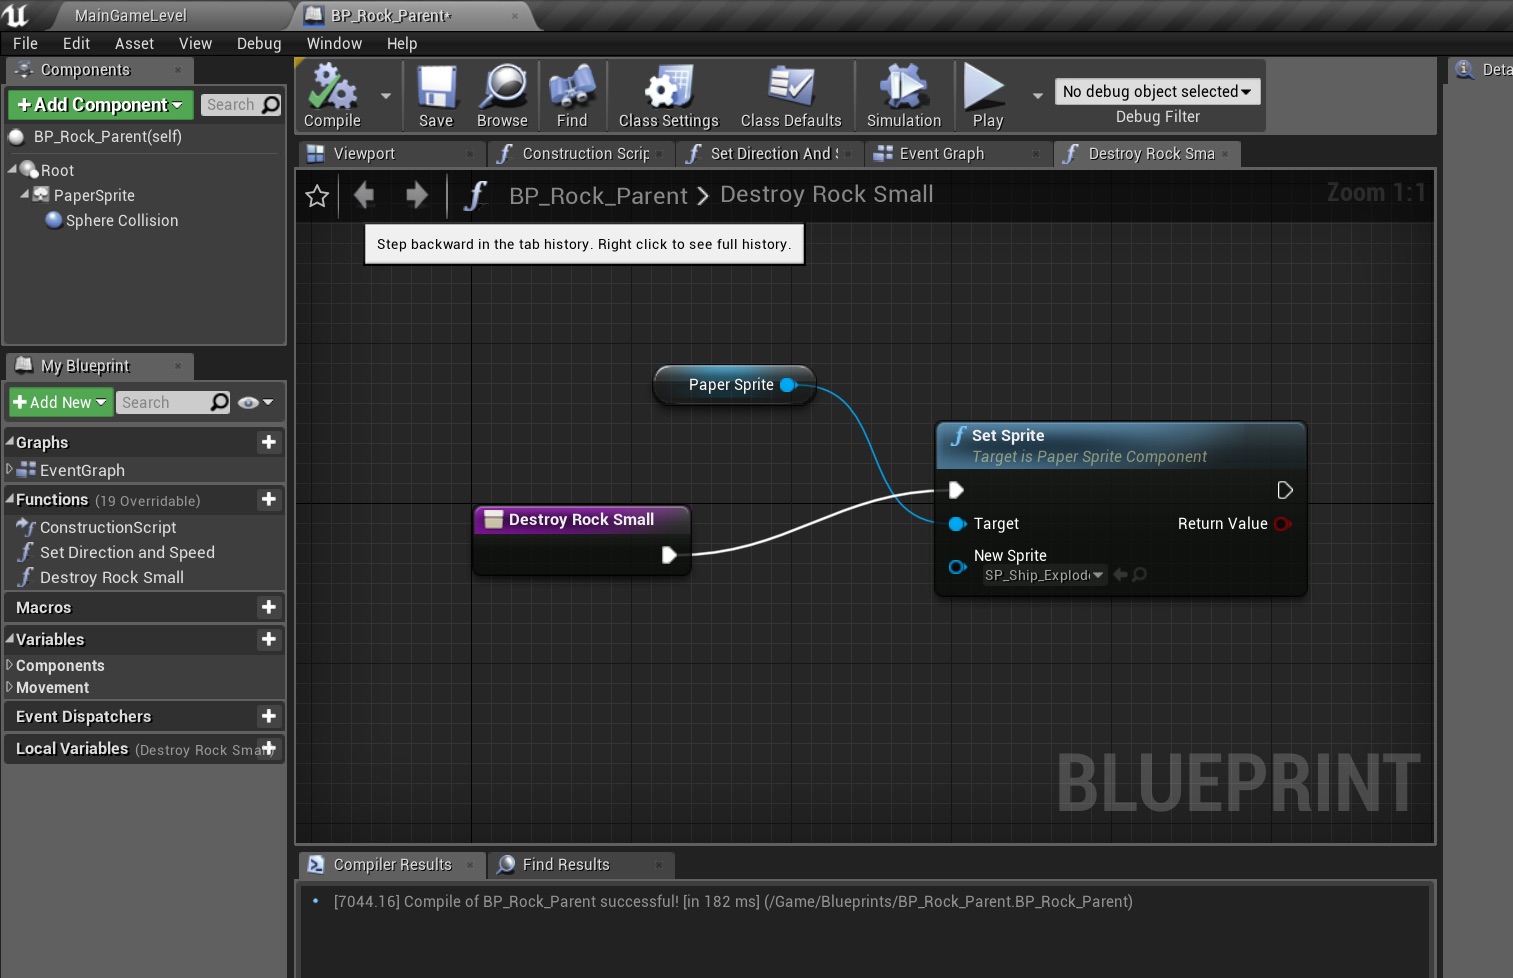 MainGameLevel
BP_Rock_Parent*
File Edit Asset View Debug Window Help
Components
Add Component
Search
BP_Rock_Parent(self)
Root
PaperSprite
Sphere Collision
My Blueprint
Add New
Search
Graphs
EventGraph
Functions (19 Overridable)
ConstructionScript
Set Direction and Speed
Destroy Rock Small
Macros
Variables
Components
Movement
Event Dispatchers
Local Variables (Destroy Rock Small)
Compile
Save
Browse
Find
Class Settings
Class Defaults
Simulation
Play
No debug object selected
Debug Filter
Deta
Viewport
Construction Scrip
Set Direction And S
Event Graph
Destroy Rock Sma
BP_Rock_Parent > Destroy Rock Small
Zoom 1:1
Step backward in the tab history. Right click to see full history.
Paper Sprite
Destroy Rock Small
Set Sprite
Target is Paper Sprite Component
Target
Return Value
New Sprite
SP_Ship_Explod
BLUEPRINT
Compiler Results
Find Results
[7044.16] Compile of BP_Rock_Parent successful! [in 182 ms] (/Game/Blueprints/BP_Rock_Parent.BP_Rock_Parent)